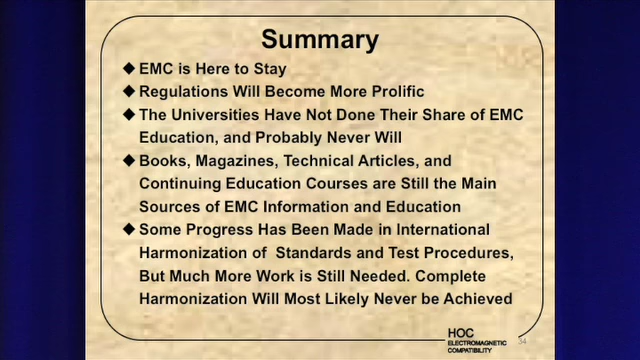 Summary
◆ EMC is Here to Stay
◆ Regulations Will Become More Prolific
◆ The Universities Have Not Done Their Share of EMC
Education, and Probably Never Will
◆ Books, Magazines, Technical Articles, and
Continuing Education Courses are Still the Main
Sources of EMC Information and Education
◆ Some Progress Has Been Made in International
Harmonization of Standards and Test Procedures,
But Much More Work is Still Needed. Complete
Harmonization Will Most Likely Never be Achieved
HOC
ELECTROMAGNETIC
COMPATIBILITY
34